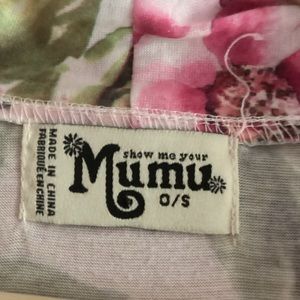 show me your
Mumu
O/S
MADE IN CHINA
FABRIQUÉ EN CHINE